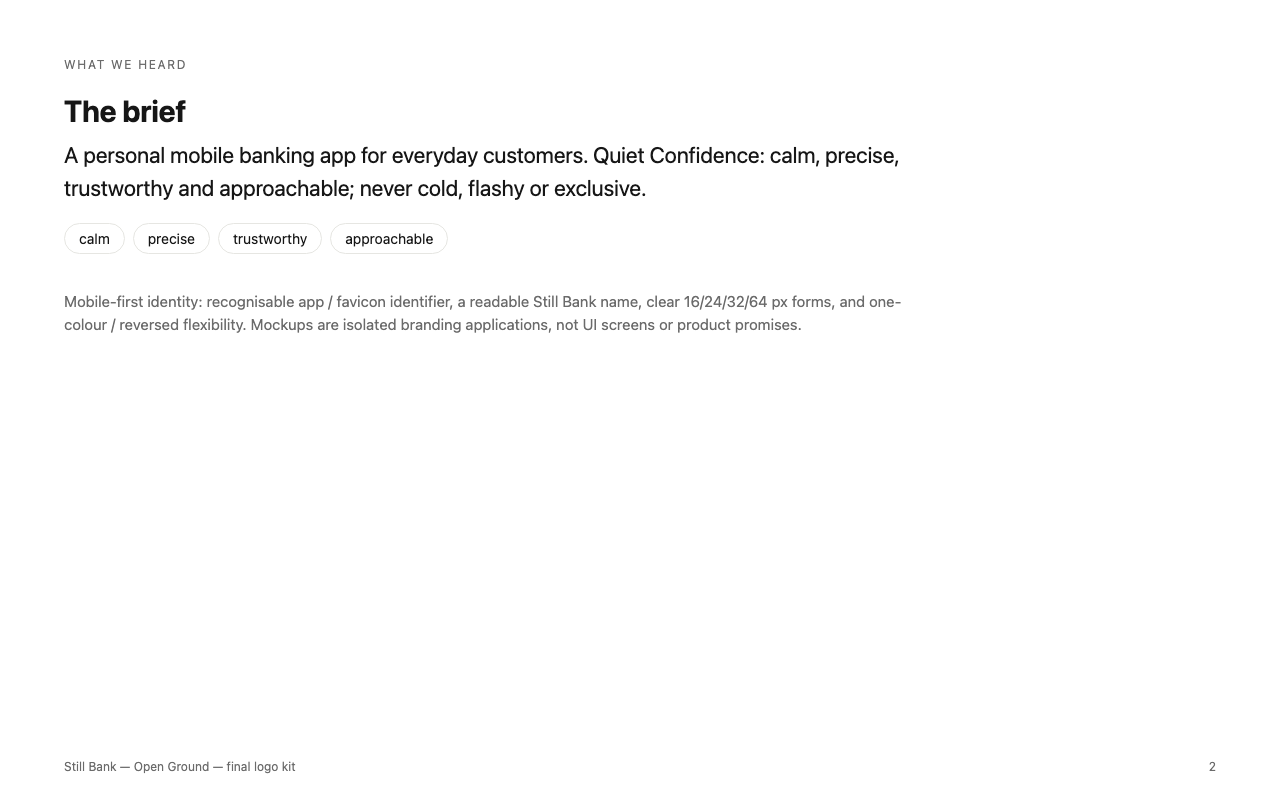 WHAT WE HEARD
The brief
A personal mobile banking app for everyday customers. Quiet Confidence: calm, precise,
trustworthy and approachable; never cold, flashy or exclusive.
calm
precise
trustworthy
approachable
Mobile-first identity: recognisable app / favicon identifier, a readable Still Bank name, clear 16/24/32/64 px forms, and one-
colour / reversed flexibility. Mockups are isolated branding applications, not UI screens or product promises.
Still Bank — Open Ground — final logo kit
2